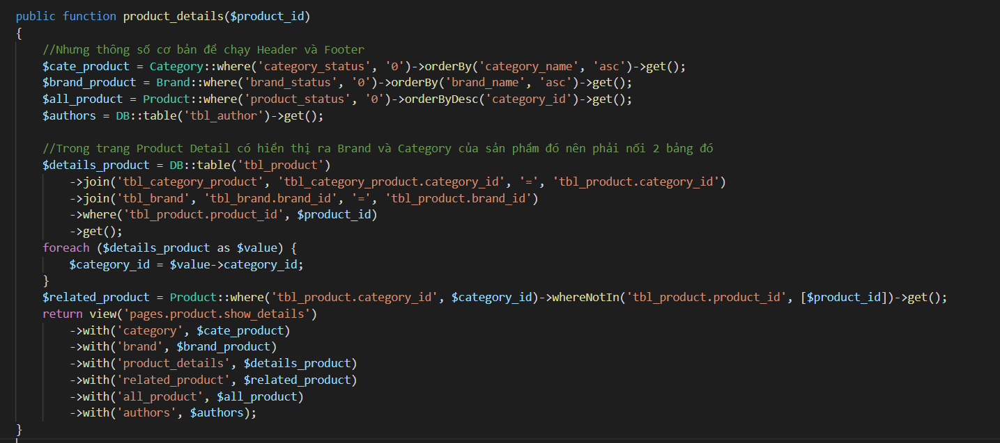 public function product_details($product_id)
{
    //Nhưng thông số cơ bản để chạy Header và Footer
    $cate_product = Category::where('category_status', '0')->orderBy('category_name', 'asc')->get();
    $brand_product = Brand::where('brand_status', '0')->orderBy('brand_name', 'asc')->get();
    $all_product = Product::where('product_status', '0')->orderByDesc('category_id')->get();
    $authors = DB::table('tbl_author')->get();

    //Trong trang Product Detail có hiển thị ra Brand và Category của sản phẩm đó nên phải nối 2 bảng đó
    $details_product = DB::table('tbl_product')
        ->join('tbl_category_product', 'tbl_category_product.category_id', '=', 'tbl_product.category_id')
        ->join('tbl_brand', 'tbl_brand.brand_id', '=', 'tbl_product.brand_id')
        ->where('tbl_product.product_id', $product_id)
        ->get();
    foreach ($details_product as $value) {
        $category_id = $value->category_id;
    }
    $related_product = Product::where('tbl_product.category_id', $category_id)->whereNotIn('tbl_product.product_id', [$product_id])->get();
    return view('pages.product.show_details')
        ->with('category', $cate_product)
        ->with('brand', $brand_product)
        ->with('product_details', $details_product)
        ->with('related_product', $related_product)
        ->with('all_product', $all_product)
        ->with('authors', $authors);
}